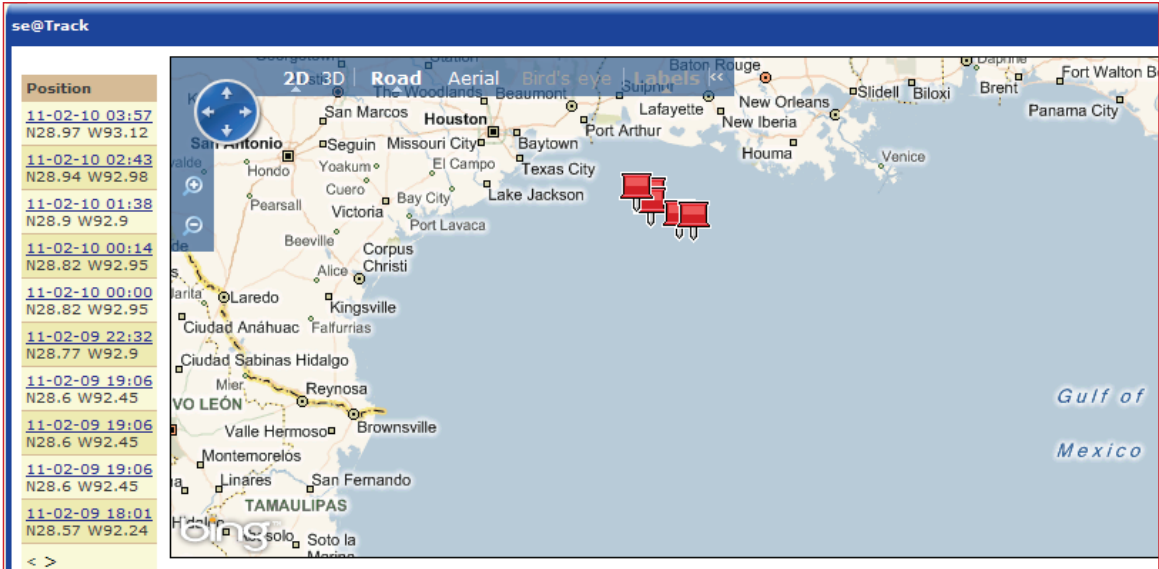 se@Track
Position
11-02-10 03:57
N28.97 W93.12
11-02-10 02:43
N28.94 W92.98
11-02-10 01:38
N28.9 W92.9
11-02-10 00:14
N28.82 W92.95
11-02-10 00:00
N28.82 W92.95
11-02-09 22:32
N28.77 W92.9
11-02-09 19:06
N28.6 W92.45
11-02-09 19:06
N28.6 W92.45
11-02-09 19:06
N28.6 W92.45
11-02-09 18:01
N28.57 W92.24
< >
2D 3D Road Aerial Bird's eye Labels <<
Baton Rouge
Fort Walton B
The Woodlands
Beaumont
Sulphur
Slidell
Biloxi
Brent
San Marcos
Houston
Lafayette
New Orleans
Panama City
Port Arthur
New Iberia
San Antonio
Seguin
Missouri City
Baytown
Houma
Venice
Hondo
Yoakum
El Campo
Texas City
Cuero
Bay City
Lake Jackson
Pearsall
Victoria
Port Lavaca
Beeville
Corpus
Christi
Alice
Laredo
Kingsville
Ciudad Anáhuac
Falfurrias
Ciudad Sabinas Hidalgo
Mier
Reynosa
VO LEÓN
Gulf of
Valle Hermoso
Brownsville
Mexico
Montemorelos
Linares
San Fernando
TAMAULIPAS
bing
Soto la
Marina